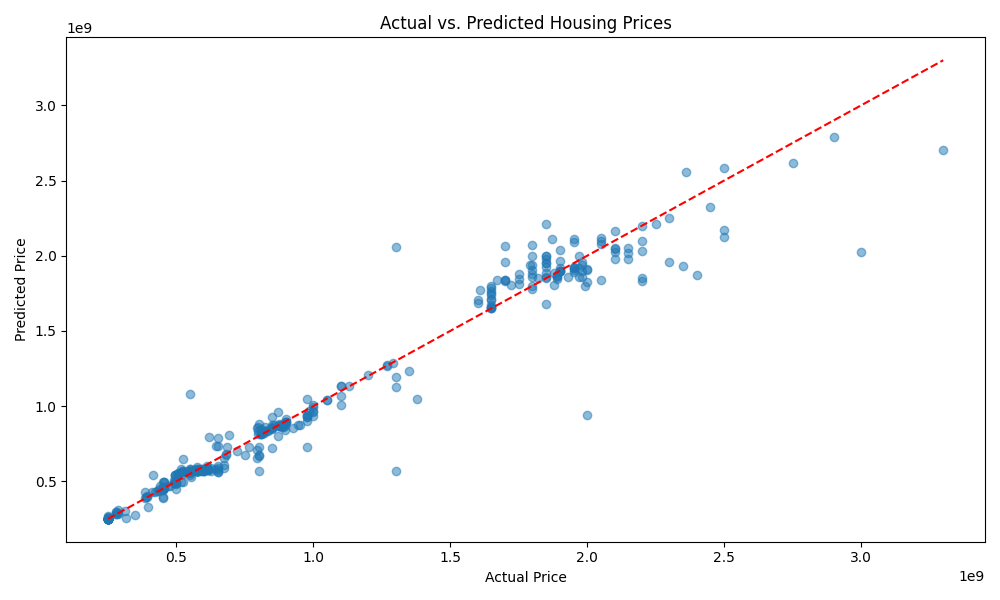 Actual vs. Predicted Housing Prices
1e9
3.0
2.5
2.0
1.5
1.0
0.5
Predicted Price
0.5 1.0 1.5 2.0 2.5 3.0
1e9
Actual Price